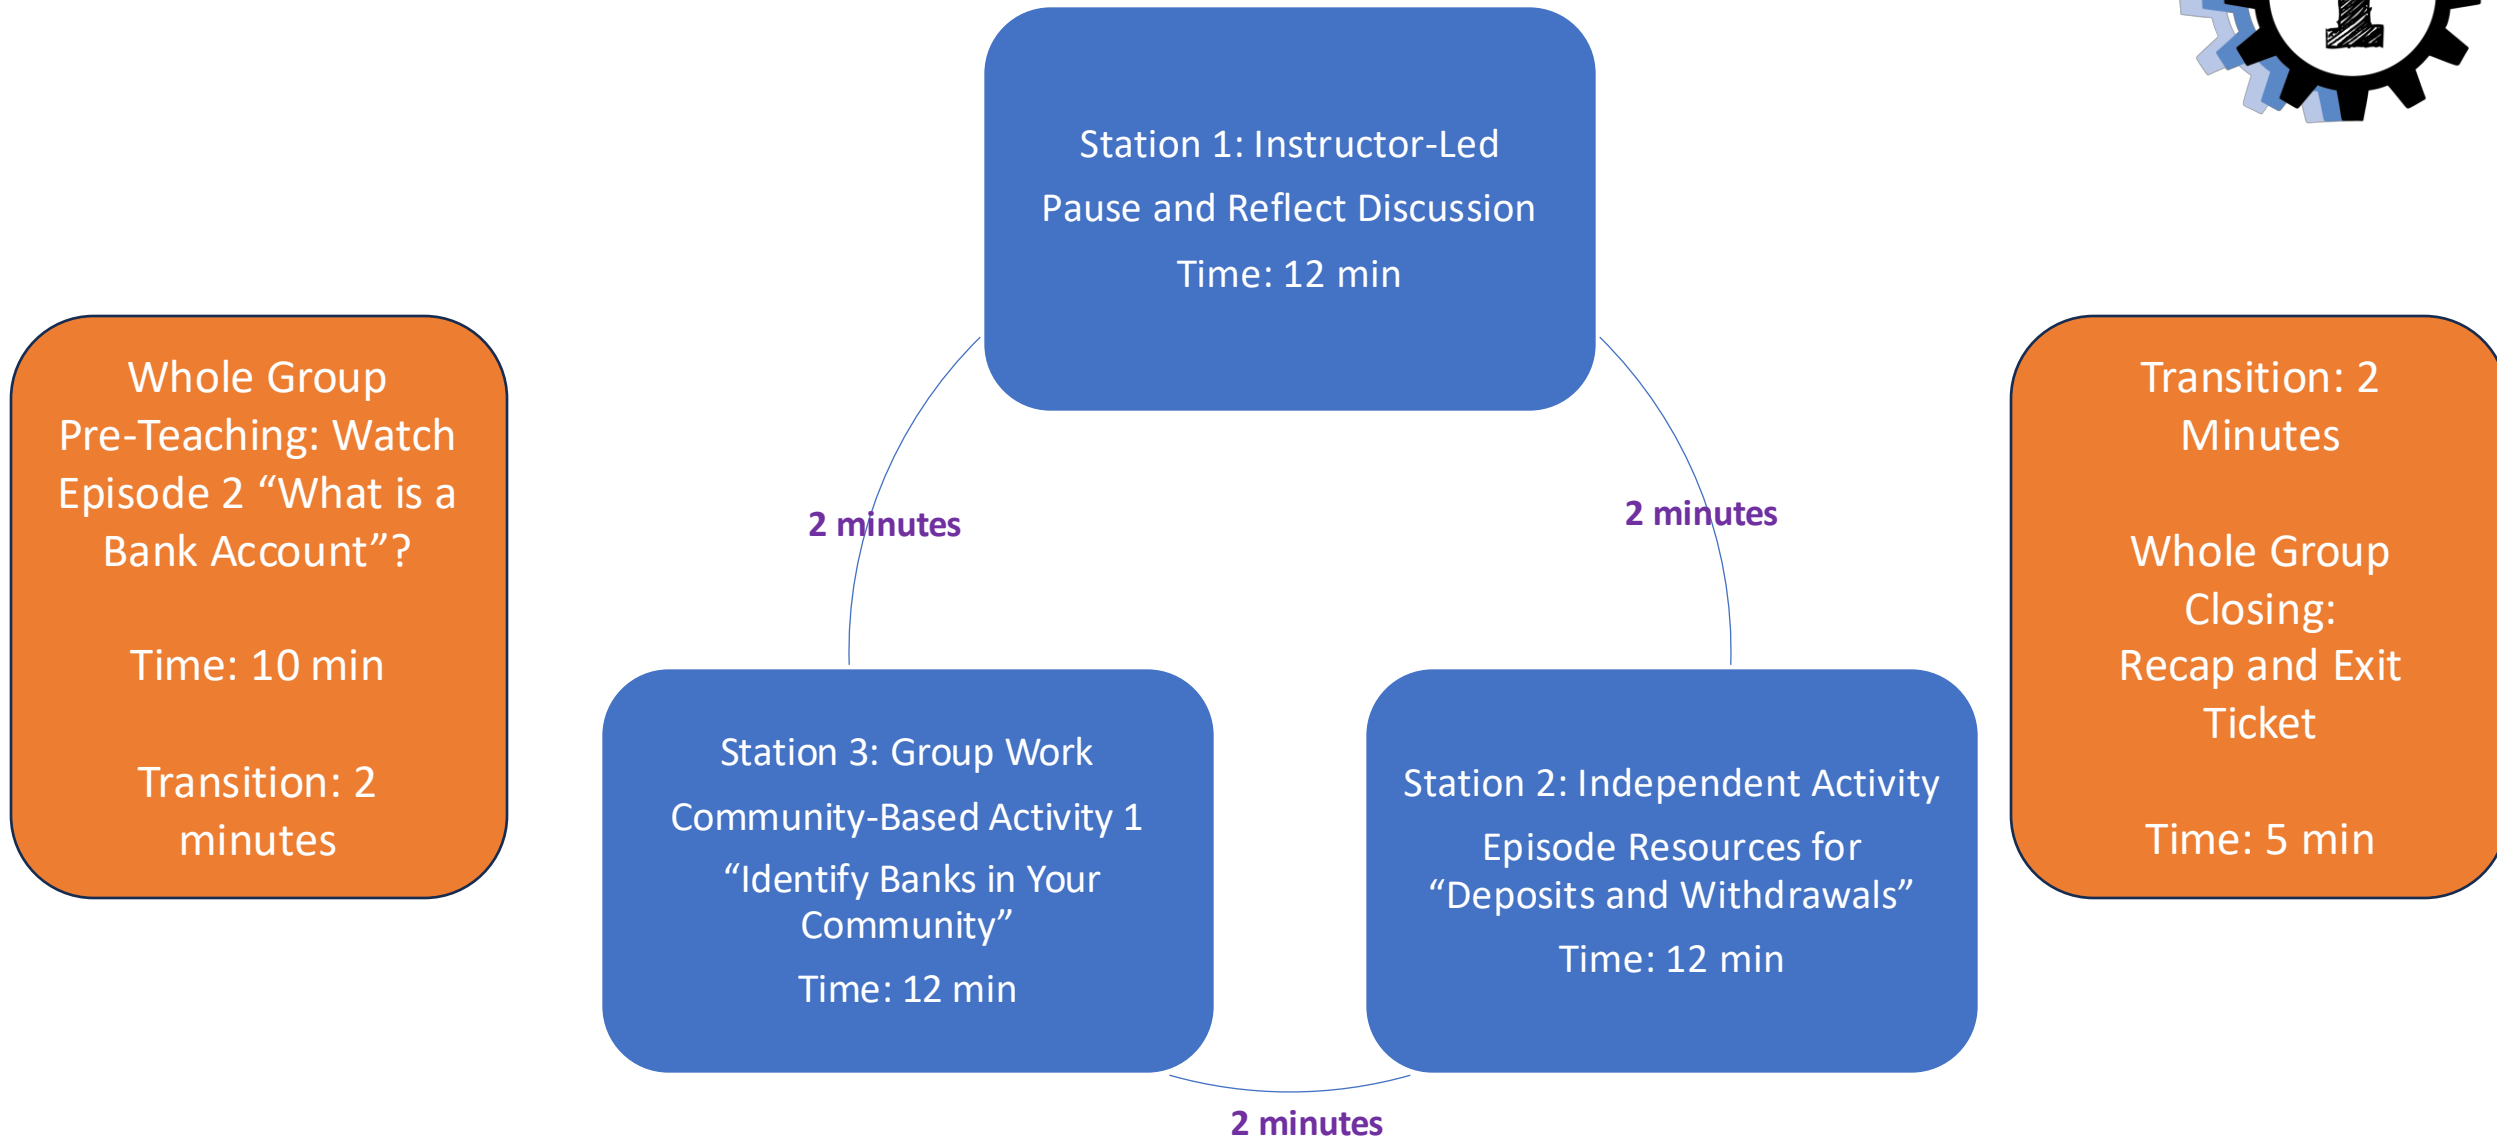 1
Station 1: Instructor-Led
Pause and Reflect Discussion
Time: 12 min
Whole Group
Pre-Teaching: Watch
Episode 2 “What is a
Bank Account”?
Time: 10 min
Transition: 2
minutes
2 minutes
2 minutes
Transition: 2
Minutes
Whole Group
Closing:
Recap and Exit
Ticket
Time: 5 min
Station 3: Group Work
Community-Based Activity 1
“Identify Banks in Your
Community”
Time: 12 min
Station 2: Independent Activity
Episode Resources for
“Deposits and Withdrawals”
Time: 12 min
2 minutes